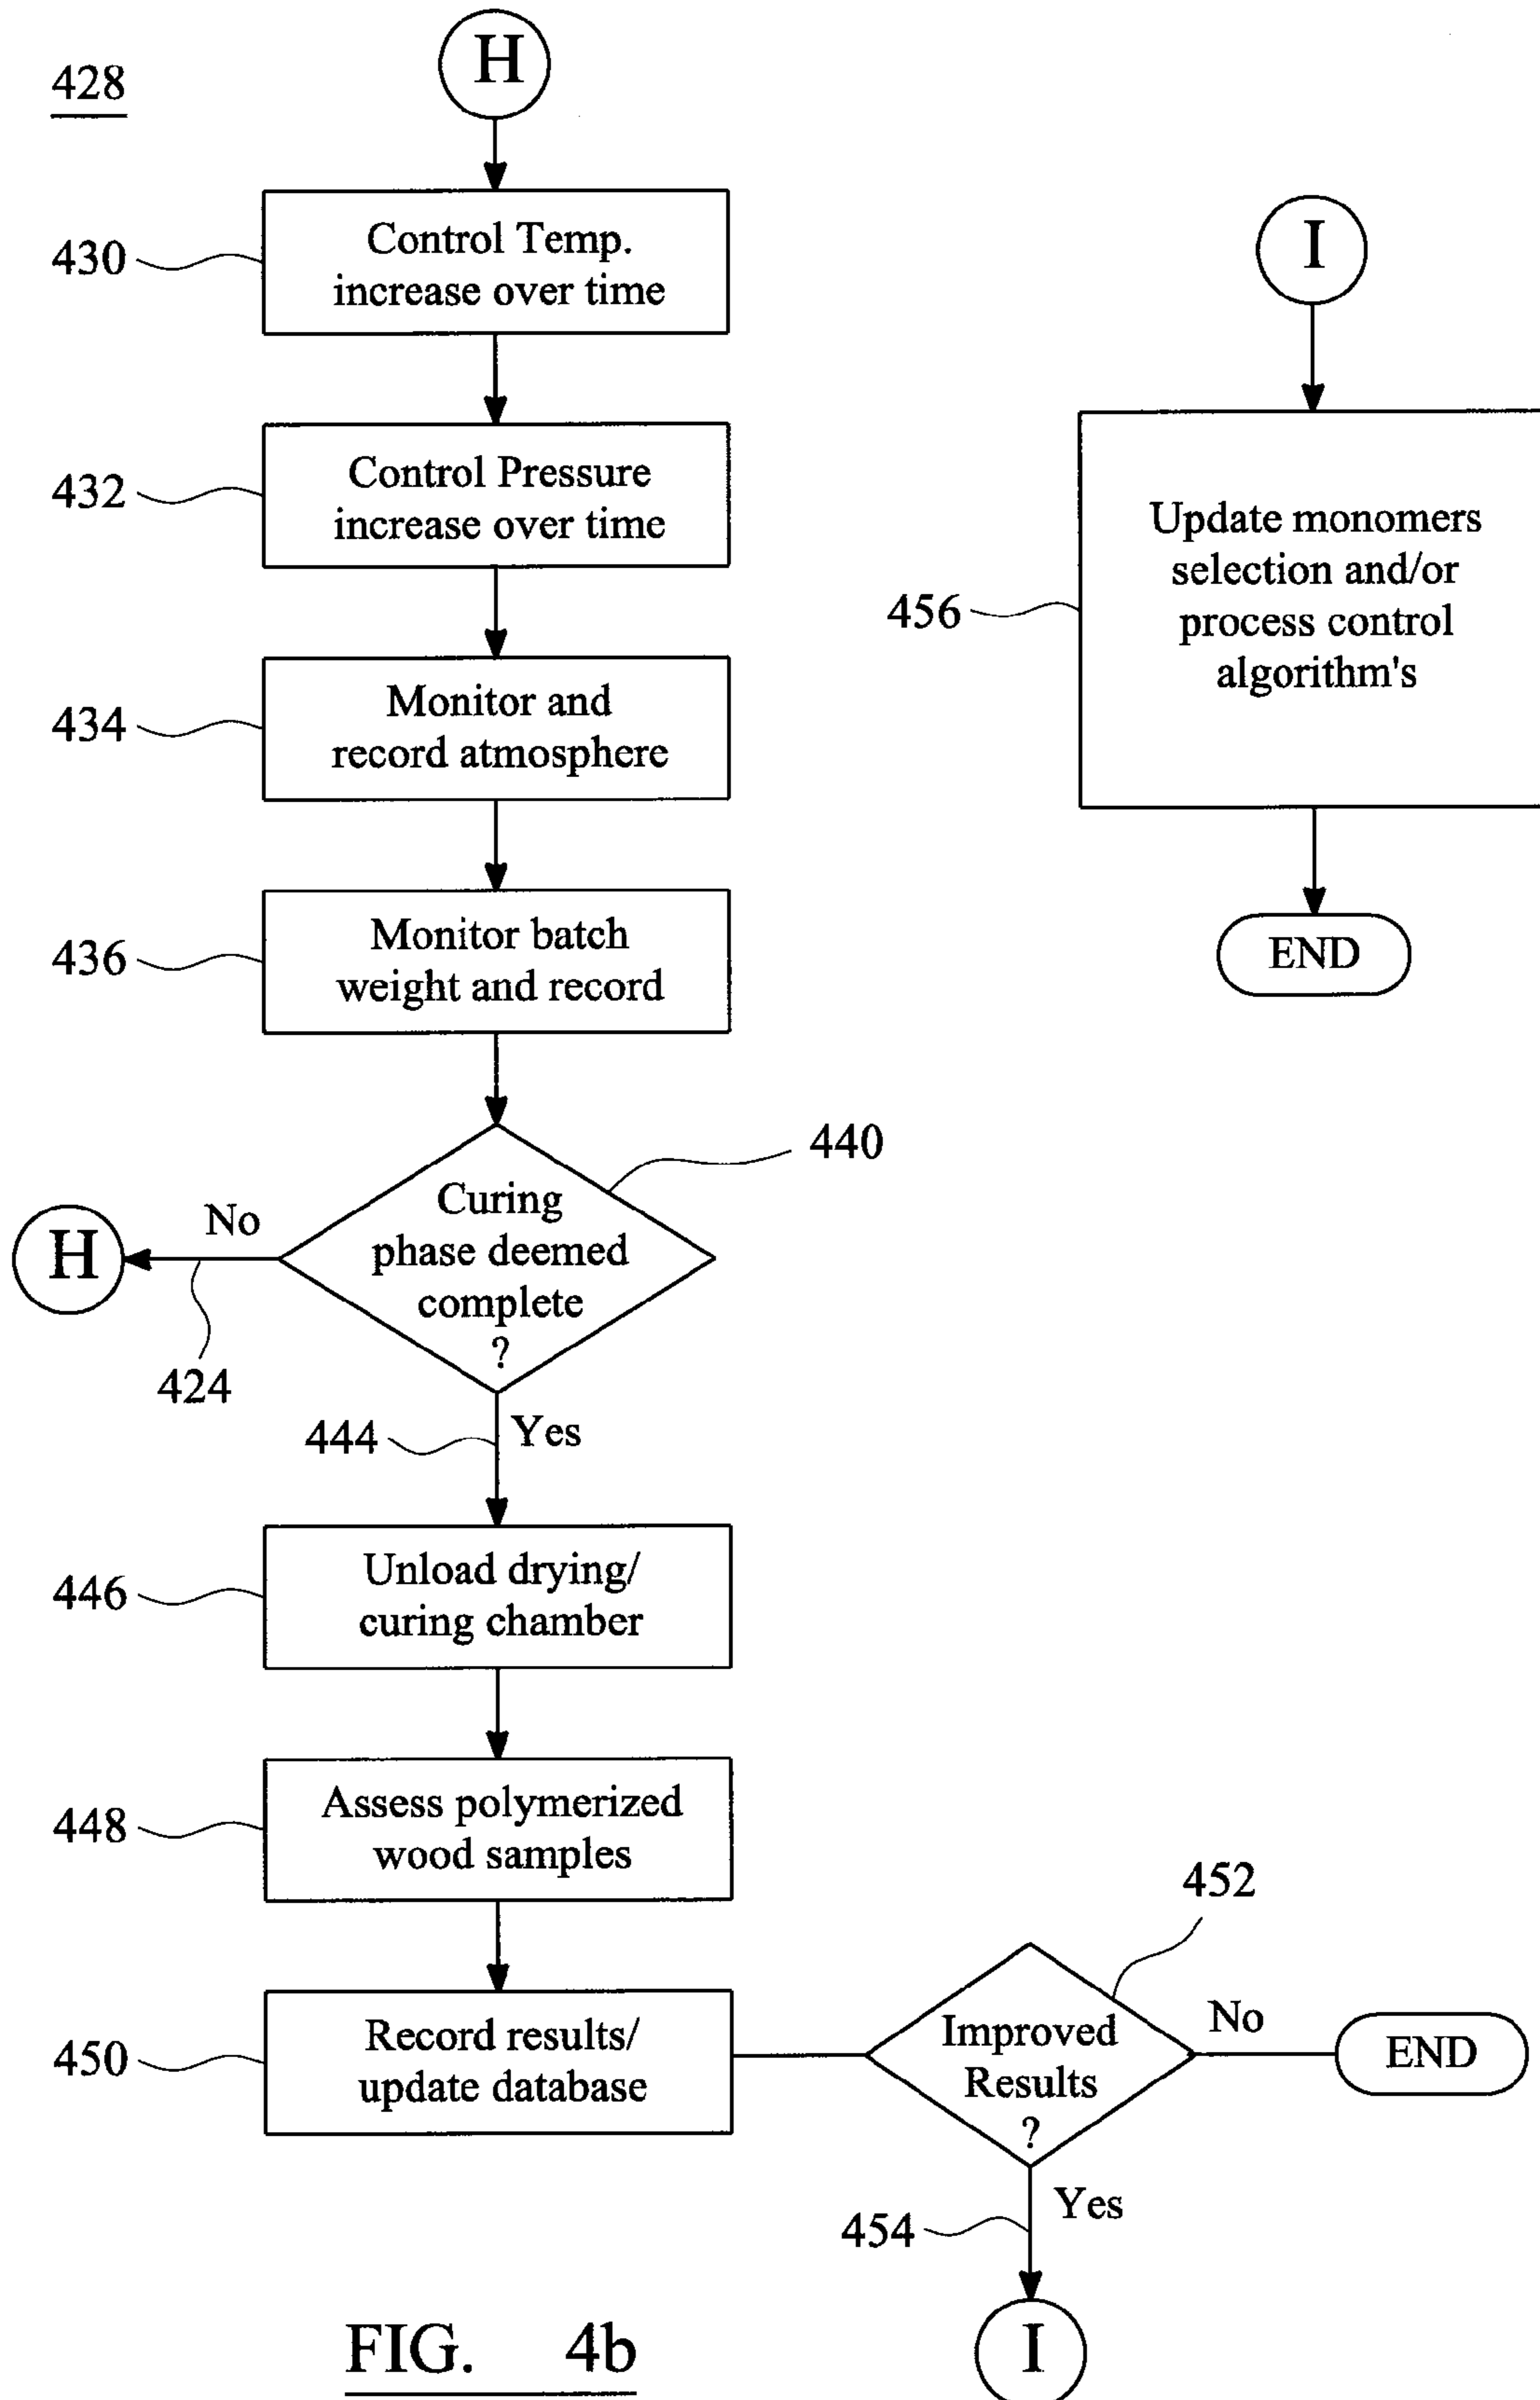 H
428
430
Control Temp.
increase over time
432
Control Pressure
increase over time
434
Monitor and
record atmosphere
436
Monitor batch
weight and record
440
Curing
phase deemed
complete
?
No
H
424
444
Yes
446
Unload drying/
curing chamber
448
Assess polymerized
wood samples
450
Record results/
update database
452
Improved
Results
?
No
END
454
Yes
I
I
456
Update monomers
selection and/or
process control
algorithm's
END
FIG. 4b